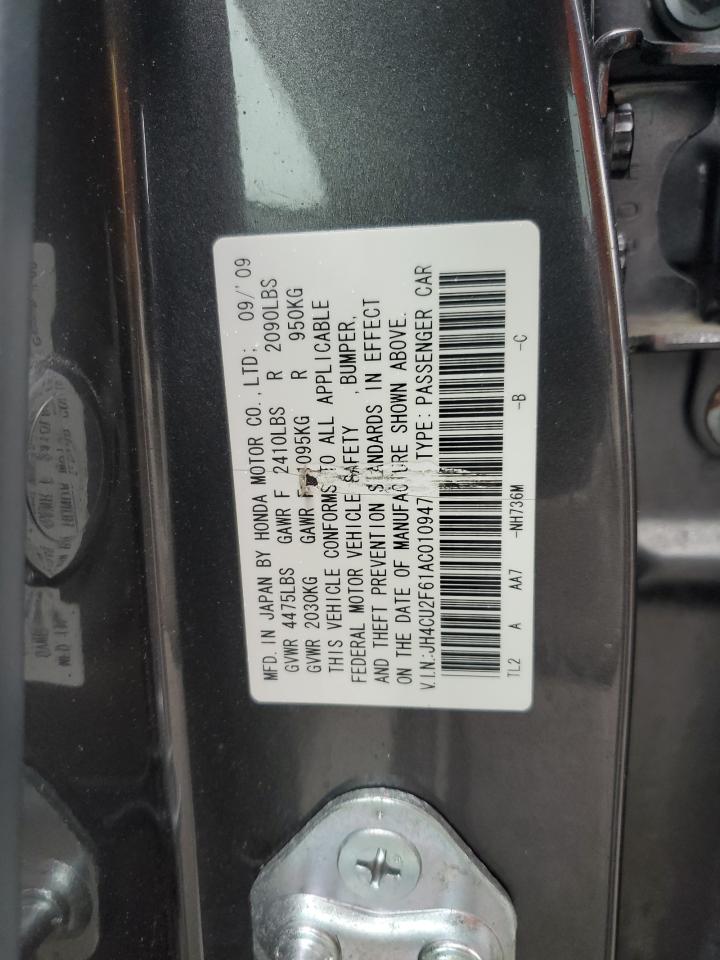 MFD. IN JAPAN BY HONDA MOTOR CO., LTD; 09/'09
GVWR 4475LBS GAWR F 2410LBS R 2090LBS
GVWR 2030KG GAWR F 1095KG R 950KG
THIS VEHICLE CONFORMS TO ALL APPLICABLE
FEDERAL MOTOR VEHICLE SAFETY , BUMPER,
AND THEFT PREVENTION STANDARDS IN EFFECT
ON THE DATE OF MANUFACTURE SHOWN ABOVE.
V.I.N:JH4CU2F61AC010947 TYPE: PASSENGER CAR
TL2 A AA7 -NH736M -B -C